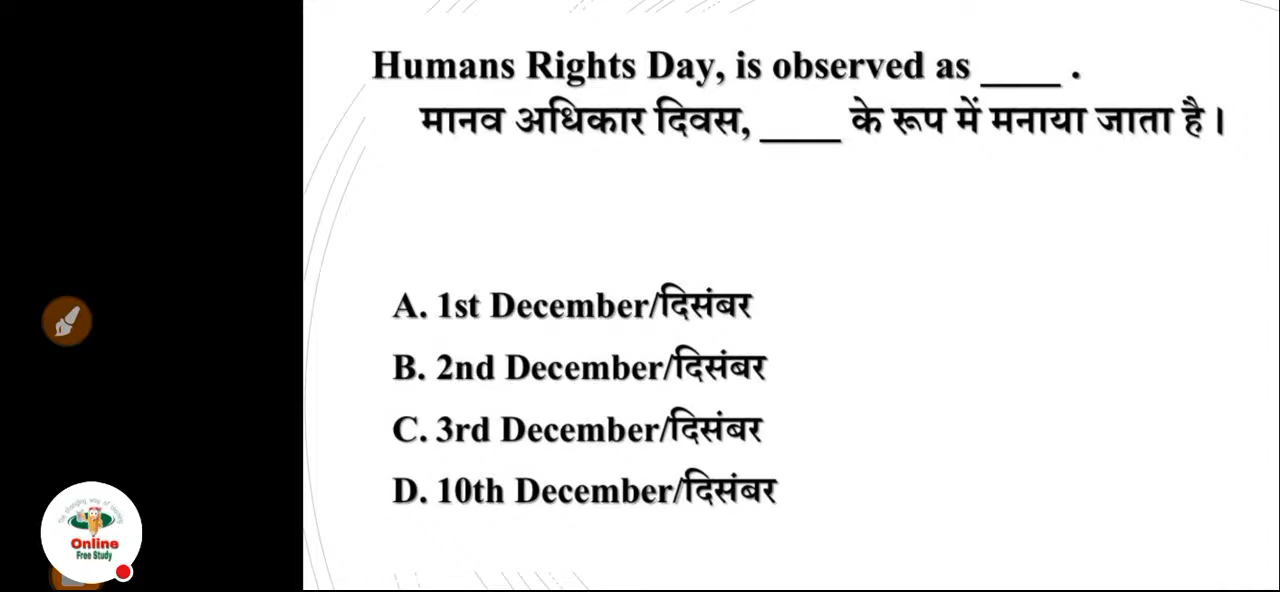 Humans Rights Day, is observed as ____ .
मानव अधिकार दिवस, ____ के रूप में मनाया जाता है।
A. 1st December/दिसंबर
B. 2nd December/दिसंबर
C. 3rd December/दिसंबर
D. 10th December/दिसंबर
Online
Free Study